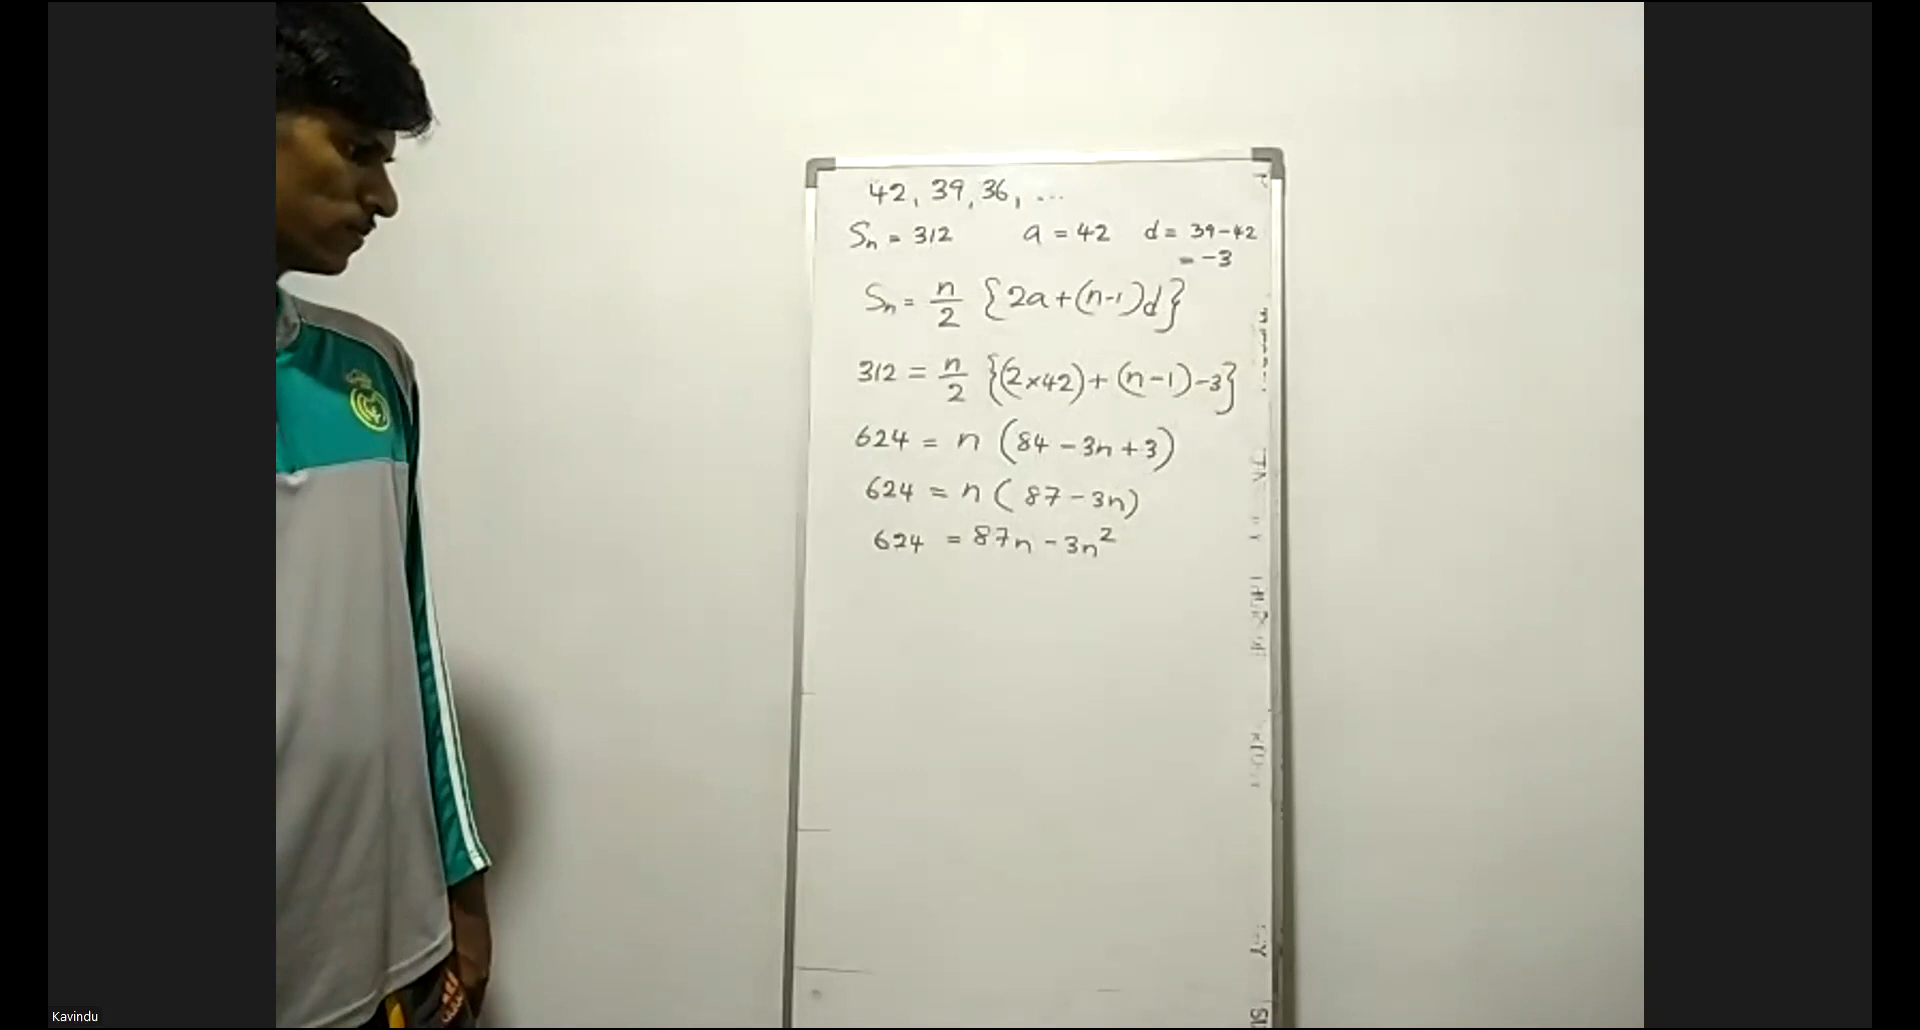 42, 39, 36, ...
Sn = 312 a = 42 d = 39-42
= -3
Sn = n/2 {2a+(n-1)d}
312 = n/2 {(2×42)+(n-1)-3}
624 = n (84 - 3n + 3)
624 = n ( 87 - 3n)
624 = 87n - 3n²
Kavindu